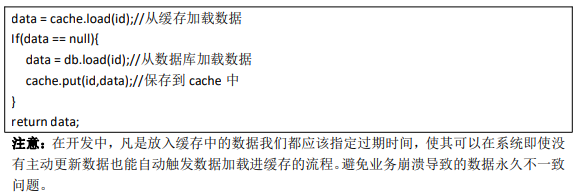 data = cache.load(id);//从缓存加载数据
If(data == null){
data = db.load(id);//从数据库加载数据
cache.put(id,data);//保存到 cache 中
}
return data;
注意：在开发中，凡是放入缓存中的数据我们都应该指定过期时间，使其可以在系统即使没
有主动更新数据也能自动触发数据加载进缓存的流程。避免业务崩溃导致的数据永久不一致
问题。